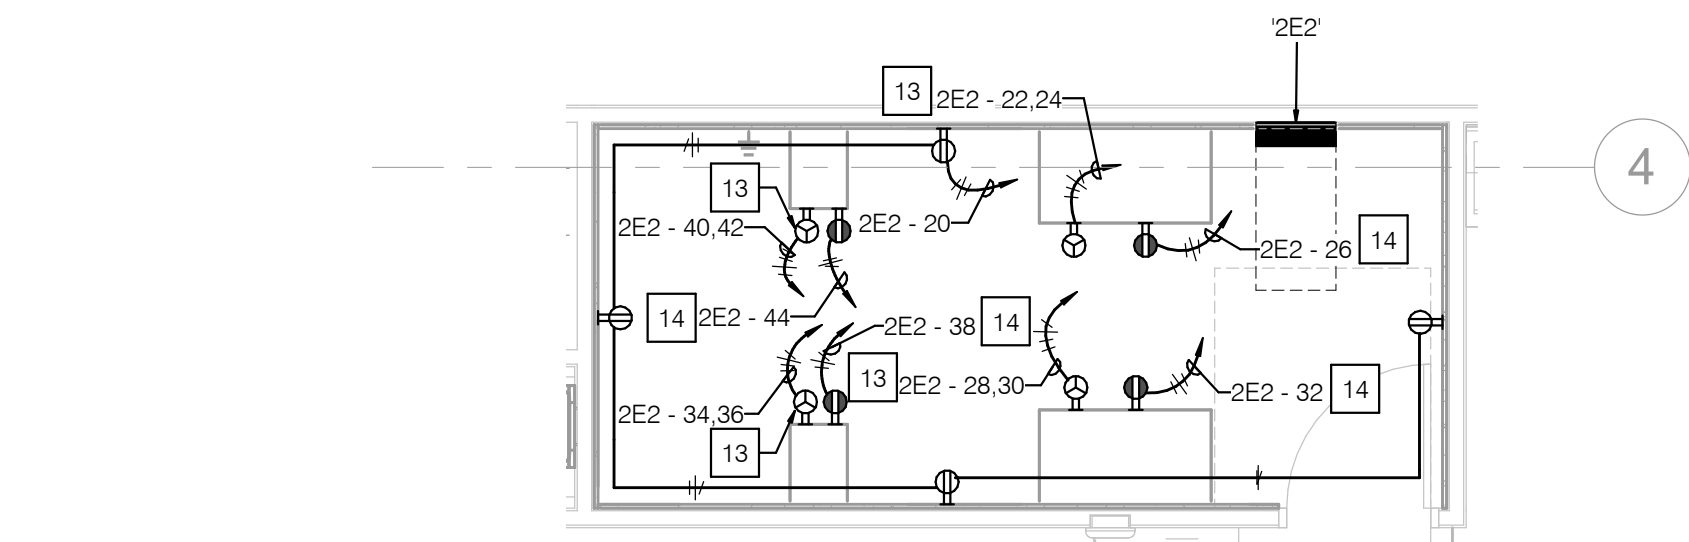 '2E2'
13
2E2 - 22,24
4
13
2E2 - 40,42
2E2 - 20
2E2 - 26
14
14
2E2 - 44
2E2 - 38
14
13
2E2 - 28,30
2E2 - 32
14
2E2 - 34,36
13